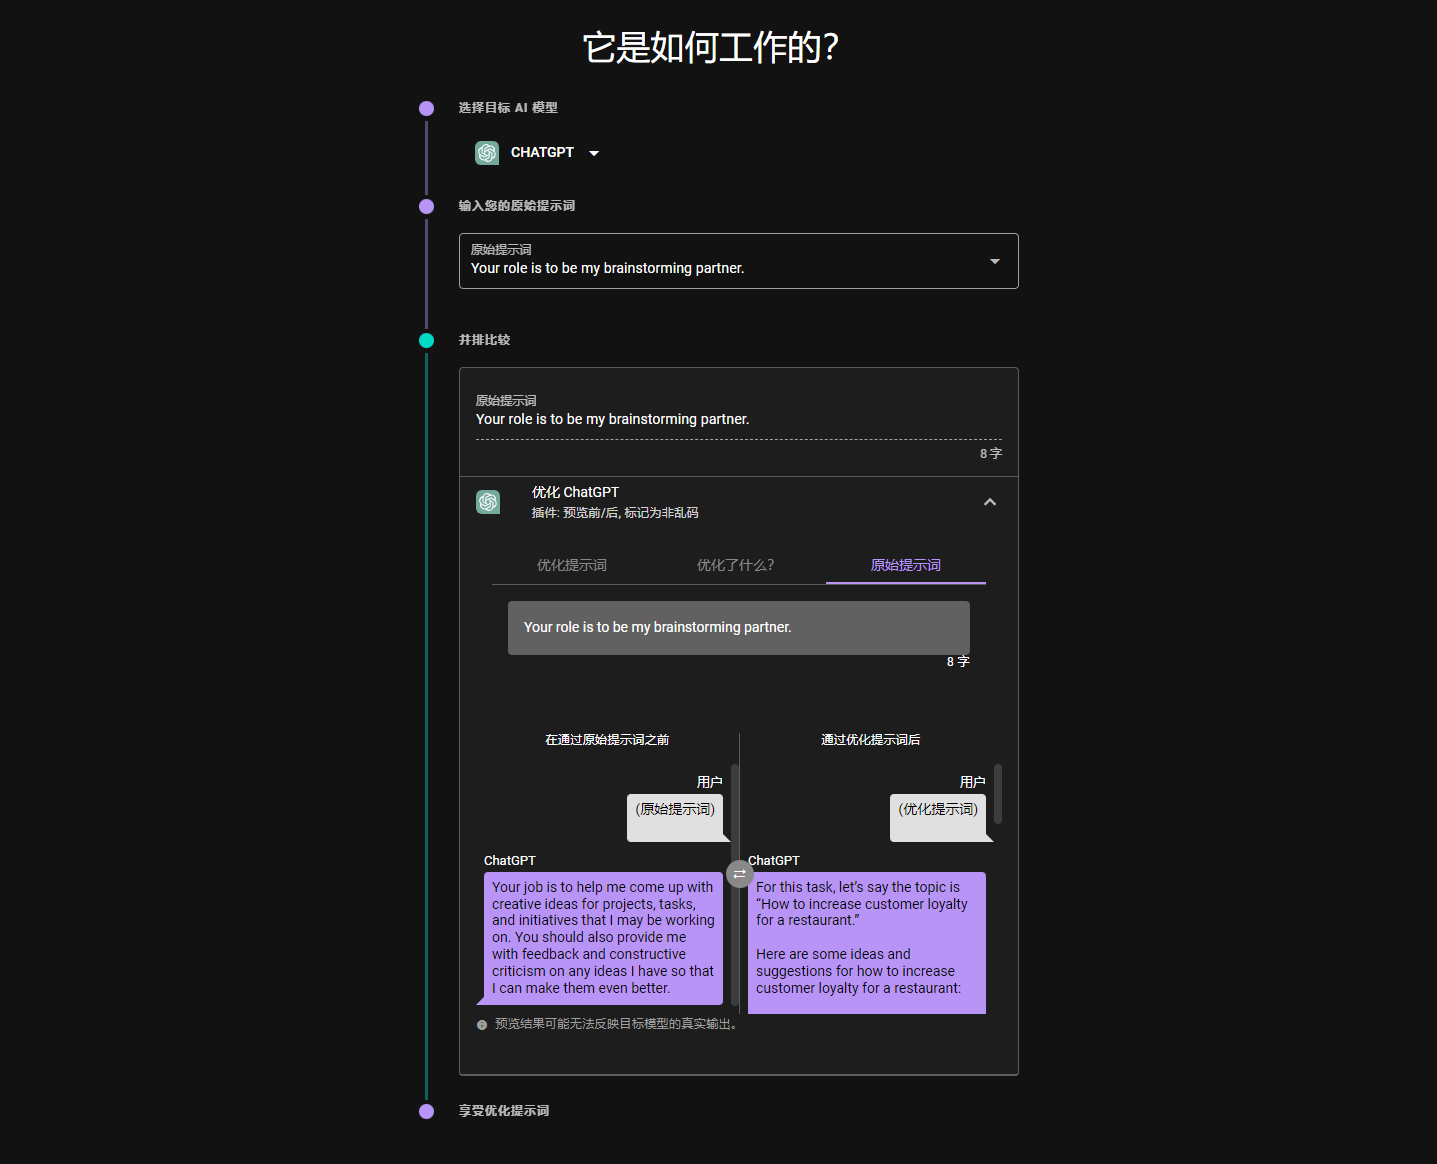 它是如何工作的?
选择目标 AI 模型
CHATGPT
输入您的原始提示词
原始提示词
Your role is to be my brainstorming partner.
并排比较
原始提示词
Your role is to be my brainstorming partner.
8 字
优化 ChatGPT
插件: 预览前/后, 标记为非乱码
优化提示词
优化了什么?
原始提示词
Your role is to be my brainstorming partner.
8 字
在通过原始提示词之前
用户
(原始提示词)
ChatGPT
Your job is to help me come up with
creative ideas for projects, tasks,
and initiatives that I may be working
on. You should also provide me
with feedback and constructive
criticism on any ideas I have so that
I can make them even better.
通过优化提示词后
用户
(优化提示词)
ChatGPT
For this task, let's say the topic is
“How to increase customer loyalty
for a restaurant.”
Here are some ideas and
suggestions for how to increase
customer loyalty for a restaurant:
预览结果可能无法反映目标模型的真实输出。
享受优化提示词